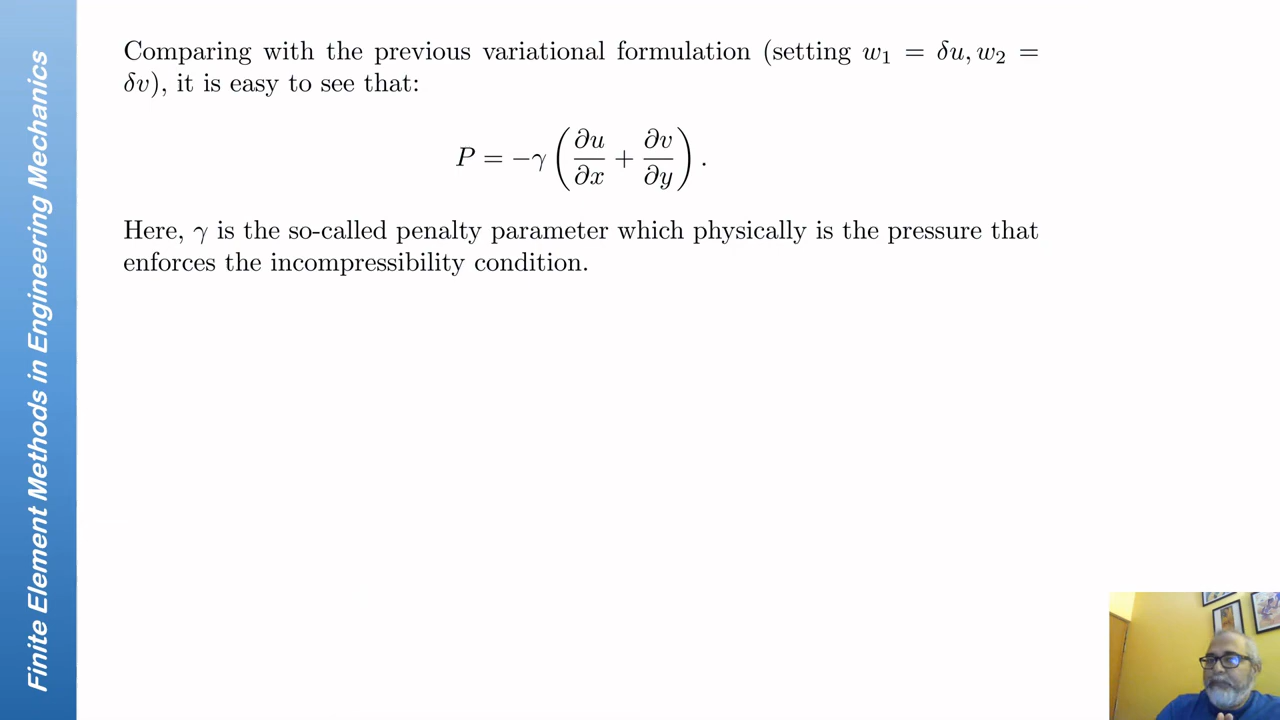 Finite Element Methods in Engineering Mechanics
Comparing with the previous variational formulation (setting w₁ = δu, w₂ =
δv), it is easy to see that:
P = −γ (∂u/∂x + ∂v/∂y).
Here, γ is the so-called penalty parameter which physically is the pressure that
enforces the incompressibility condition.